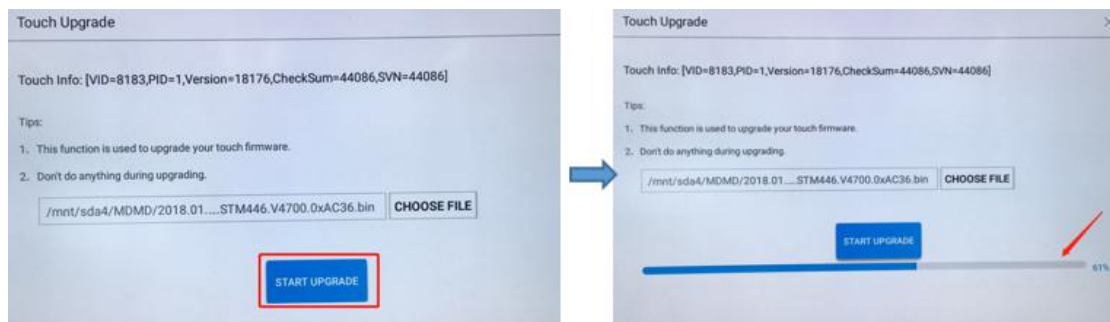 Touch Upgrade
Touch Info: [VID=8183,PID=1,Version=18176,CheckSum=44086,SVN=44086]
Tips:
1. This function is used to upgrade your touch firmware.
2. Don't do anything during upgrading.
/mnt/sda4/MDMD/2018.01.....STM446.V4700.0xAC36.bin CHOOSE FILE
START UPGRADE
Touch Upgrade
Touch Info: [VID=8183,PID=1,Version=18176,CheckSum=44086,SVN=44086]
Tips:
1. This function is used to upgrade your touch firmware.
2. Don't do anything during upgrading.
/mnt/sda4/MDMD/2018.01.....STM446.V4700.0xAC36.bin CHOOSE FILE
START UPGRADE
61%